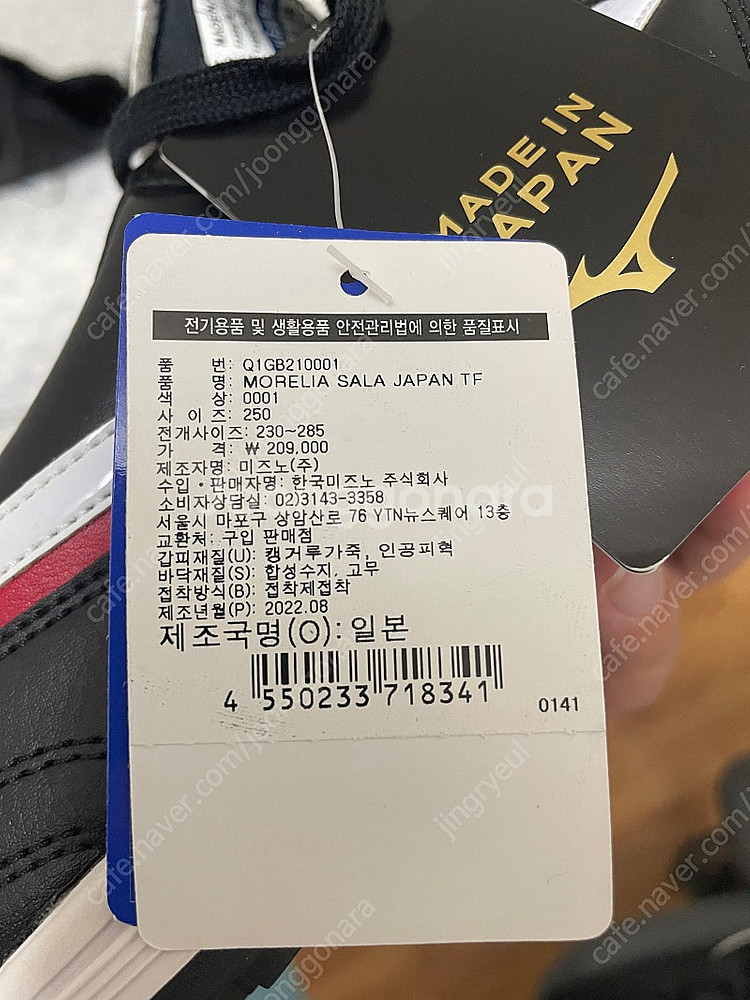 MADE IN
JAPAN
전기용품 및 생활용품 안전관리법에 의한 품질표시
품 번: Q1GB210001
품 명: MORELIA SALA JAPAN TF
색 상: 0001
사 이 즈: 250
전개사이즈: 230~285
가 격: ₩ 209,000
제조자명: 미즈노(주)
수입・판매자명: 한국미즈노 주식회사
소비자상담실: 02)3143-3358
서울시 마포구 상암산로 76 YTN뉴스퀘어 13층
교환처: 구입 판매점
갑피재질(U): 캥거루가죽, 인공피혁
바닥재질(S): 합성수지, 고무
접착방식(B): 접착제접착
제조년월(P): 2022.08
제조국명(O): 일본
4 550233 718341
0141
cafe.naver.com/joonggonara
jingryeul